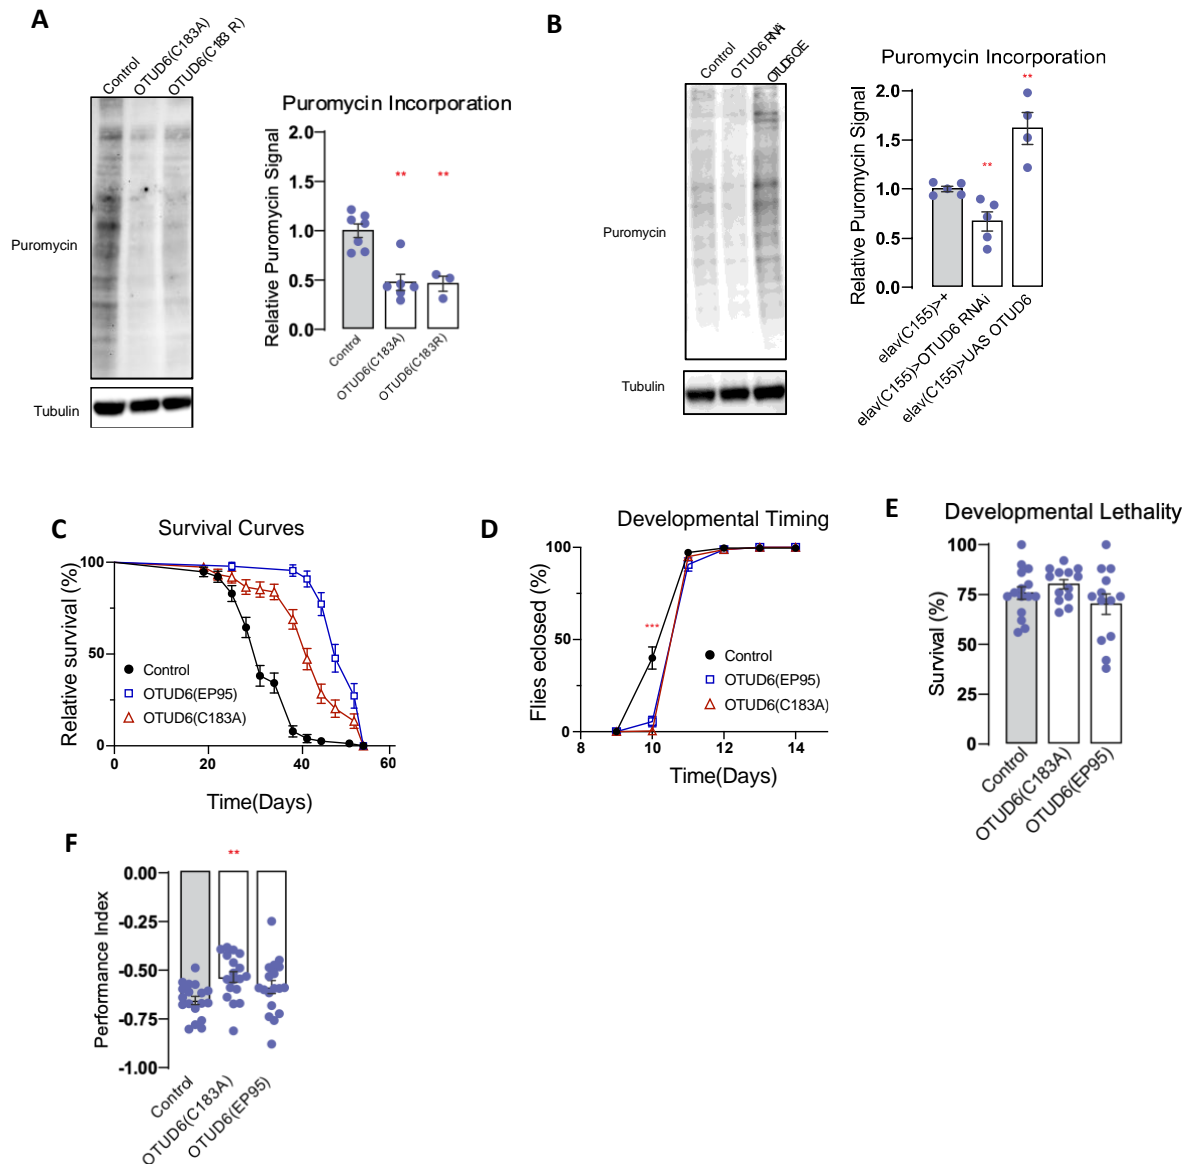 A
Control
OTUD6(C183A)
OTUD6(C183 R)
Puromycin
Tubulin
Puromycin Incorporation
Relative Puromycin Signal
2.0
1.5
1.0
0.5
0.0
**
**
Control
OTUD6(C183A)
OTUD6(C183R)
B
Control
OTUD6 RNAi
OTUD6 OE
Puromycin
Tubulin
Puromycin Incorporation
Relative Puromycin Signal
2.0
1.5
1.0
0.5
0.0
**
**
elav(C155)>+
elav(C155)>OTUD6 RNAi
elav(C155)>UAS OTUD6
C
Survival Curves
Relative survival (%)
100
50
0
Control
OTUD6(EP95)
OTUD6(C183A)
0
20
40
60
Time(Days)
D
Developmental Timing
Flies eclosed (%)
100
50
0
***
Control
OTUD6(EP95)
OTUD6(C183A)
8
10
12
14
Time(Days)
E
Developmental Lethality
Survival (%)
100
75
50
25
0
Control
OTUD6(C183A)
OTUD6(EP95)
F
**
Performance Index
0.00
-0.25
-0.50
-0.75
-1.00
Control
OTUD6(C183A)
OTUD6(EP95)